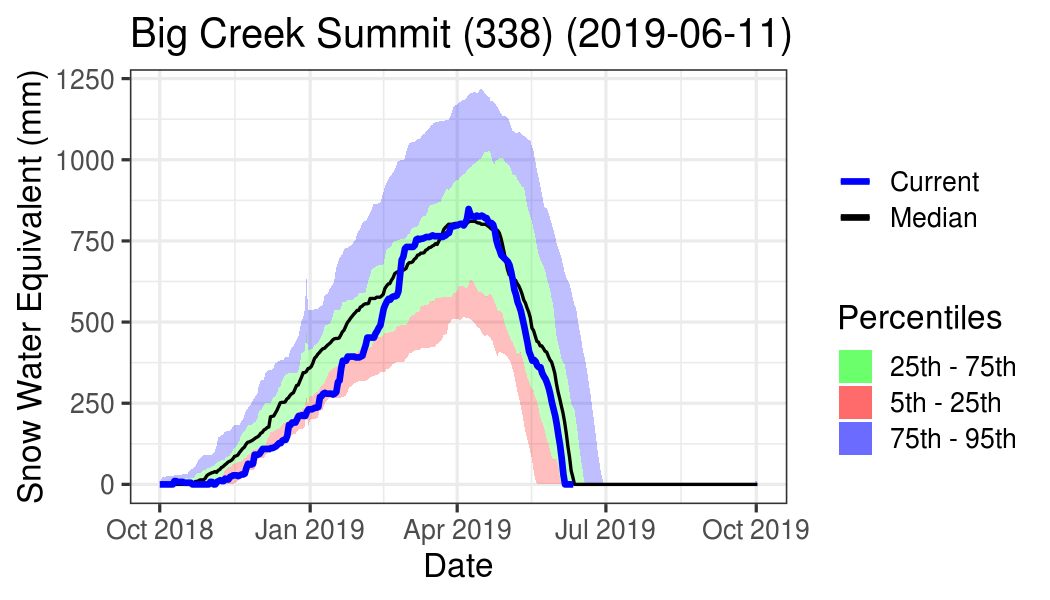 Big Creek Summit (338) (2019-06-11)
Snow Water Equivalent (mm)
1250
1000
750
500
250
0
Oct 2018
Jan 2019
Apr 2019
Jul 2019
Oct 2019
Date
Current
Median
Percentiles
25th - 75th
5th - 25th
75th - 95th